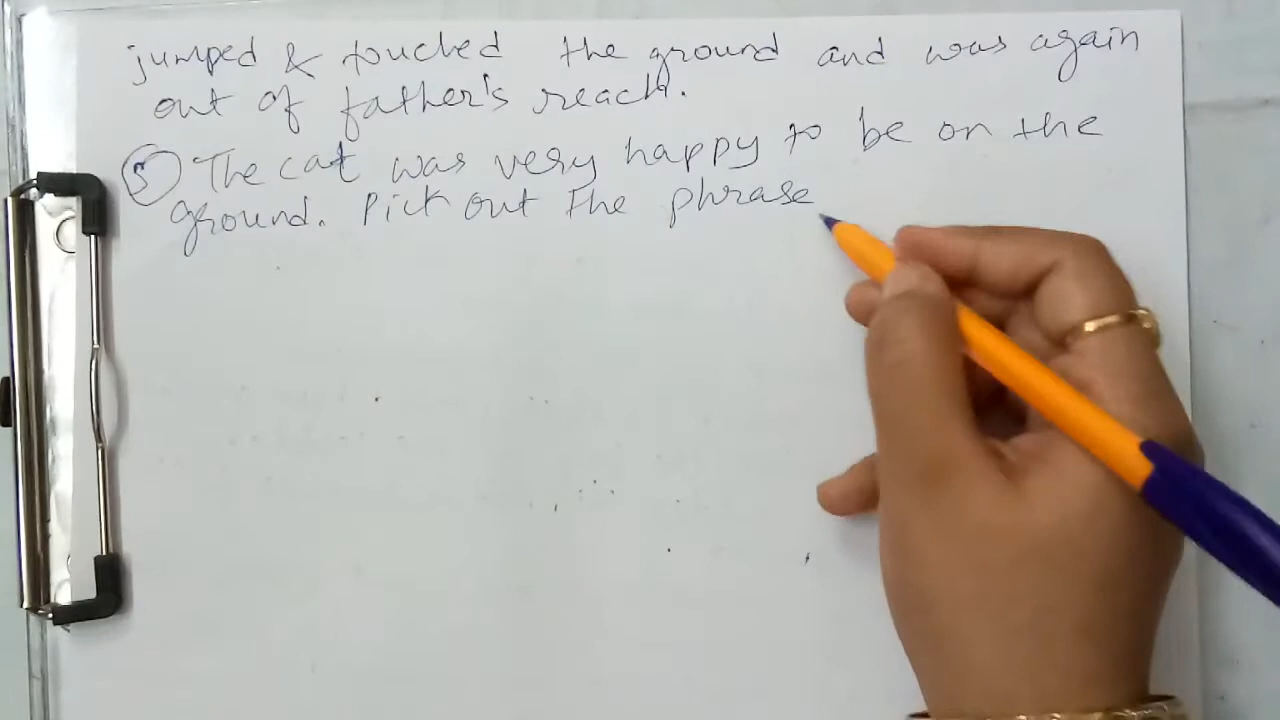 jumped & touched the ground and was again
out of father's reach.
(5) The cat was very happy to be on the
ground. Pick out the phrase